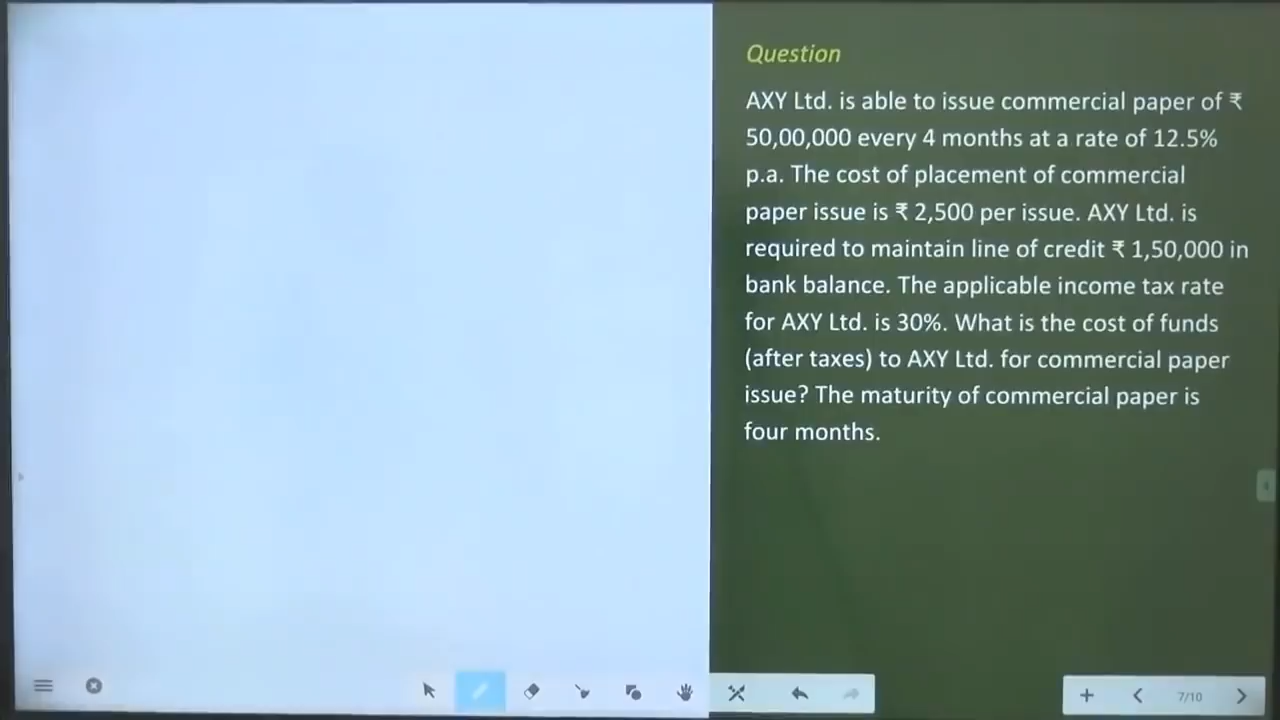 Question
AXY Ltd. is able to issue commercial paper of ₹
50,00,000 every 4 months at a rate of 12.5%
p.a. The cost of placement of commercial
paper issue is ₹ 2,500 per issue. AXY Ltd. is
required to maintain line of credit ₹ 1,50,000 in
bank balance. The applicable income tax rate
for AXY Ltd. is 30%. What is the cost of funds
(after taxes) to AXY Ltd. for commercial paper
issue? The maturity of commercial paper is
four months.
7/10